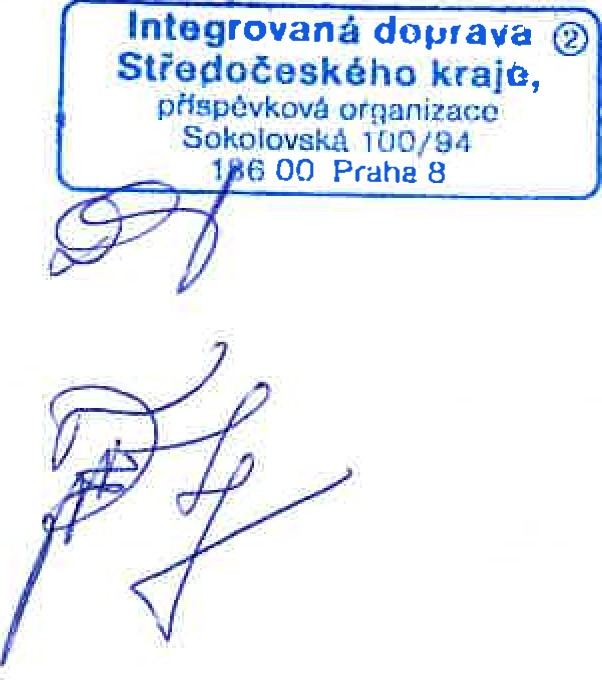 Integrovaná doprava ②
Středočeského kraje,
příspěvková organizace
Sokolovská 100/94
186 00 Praha 8